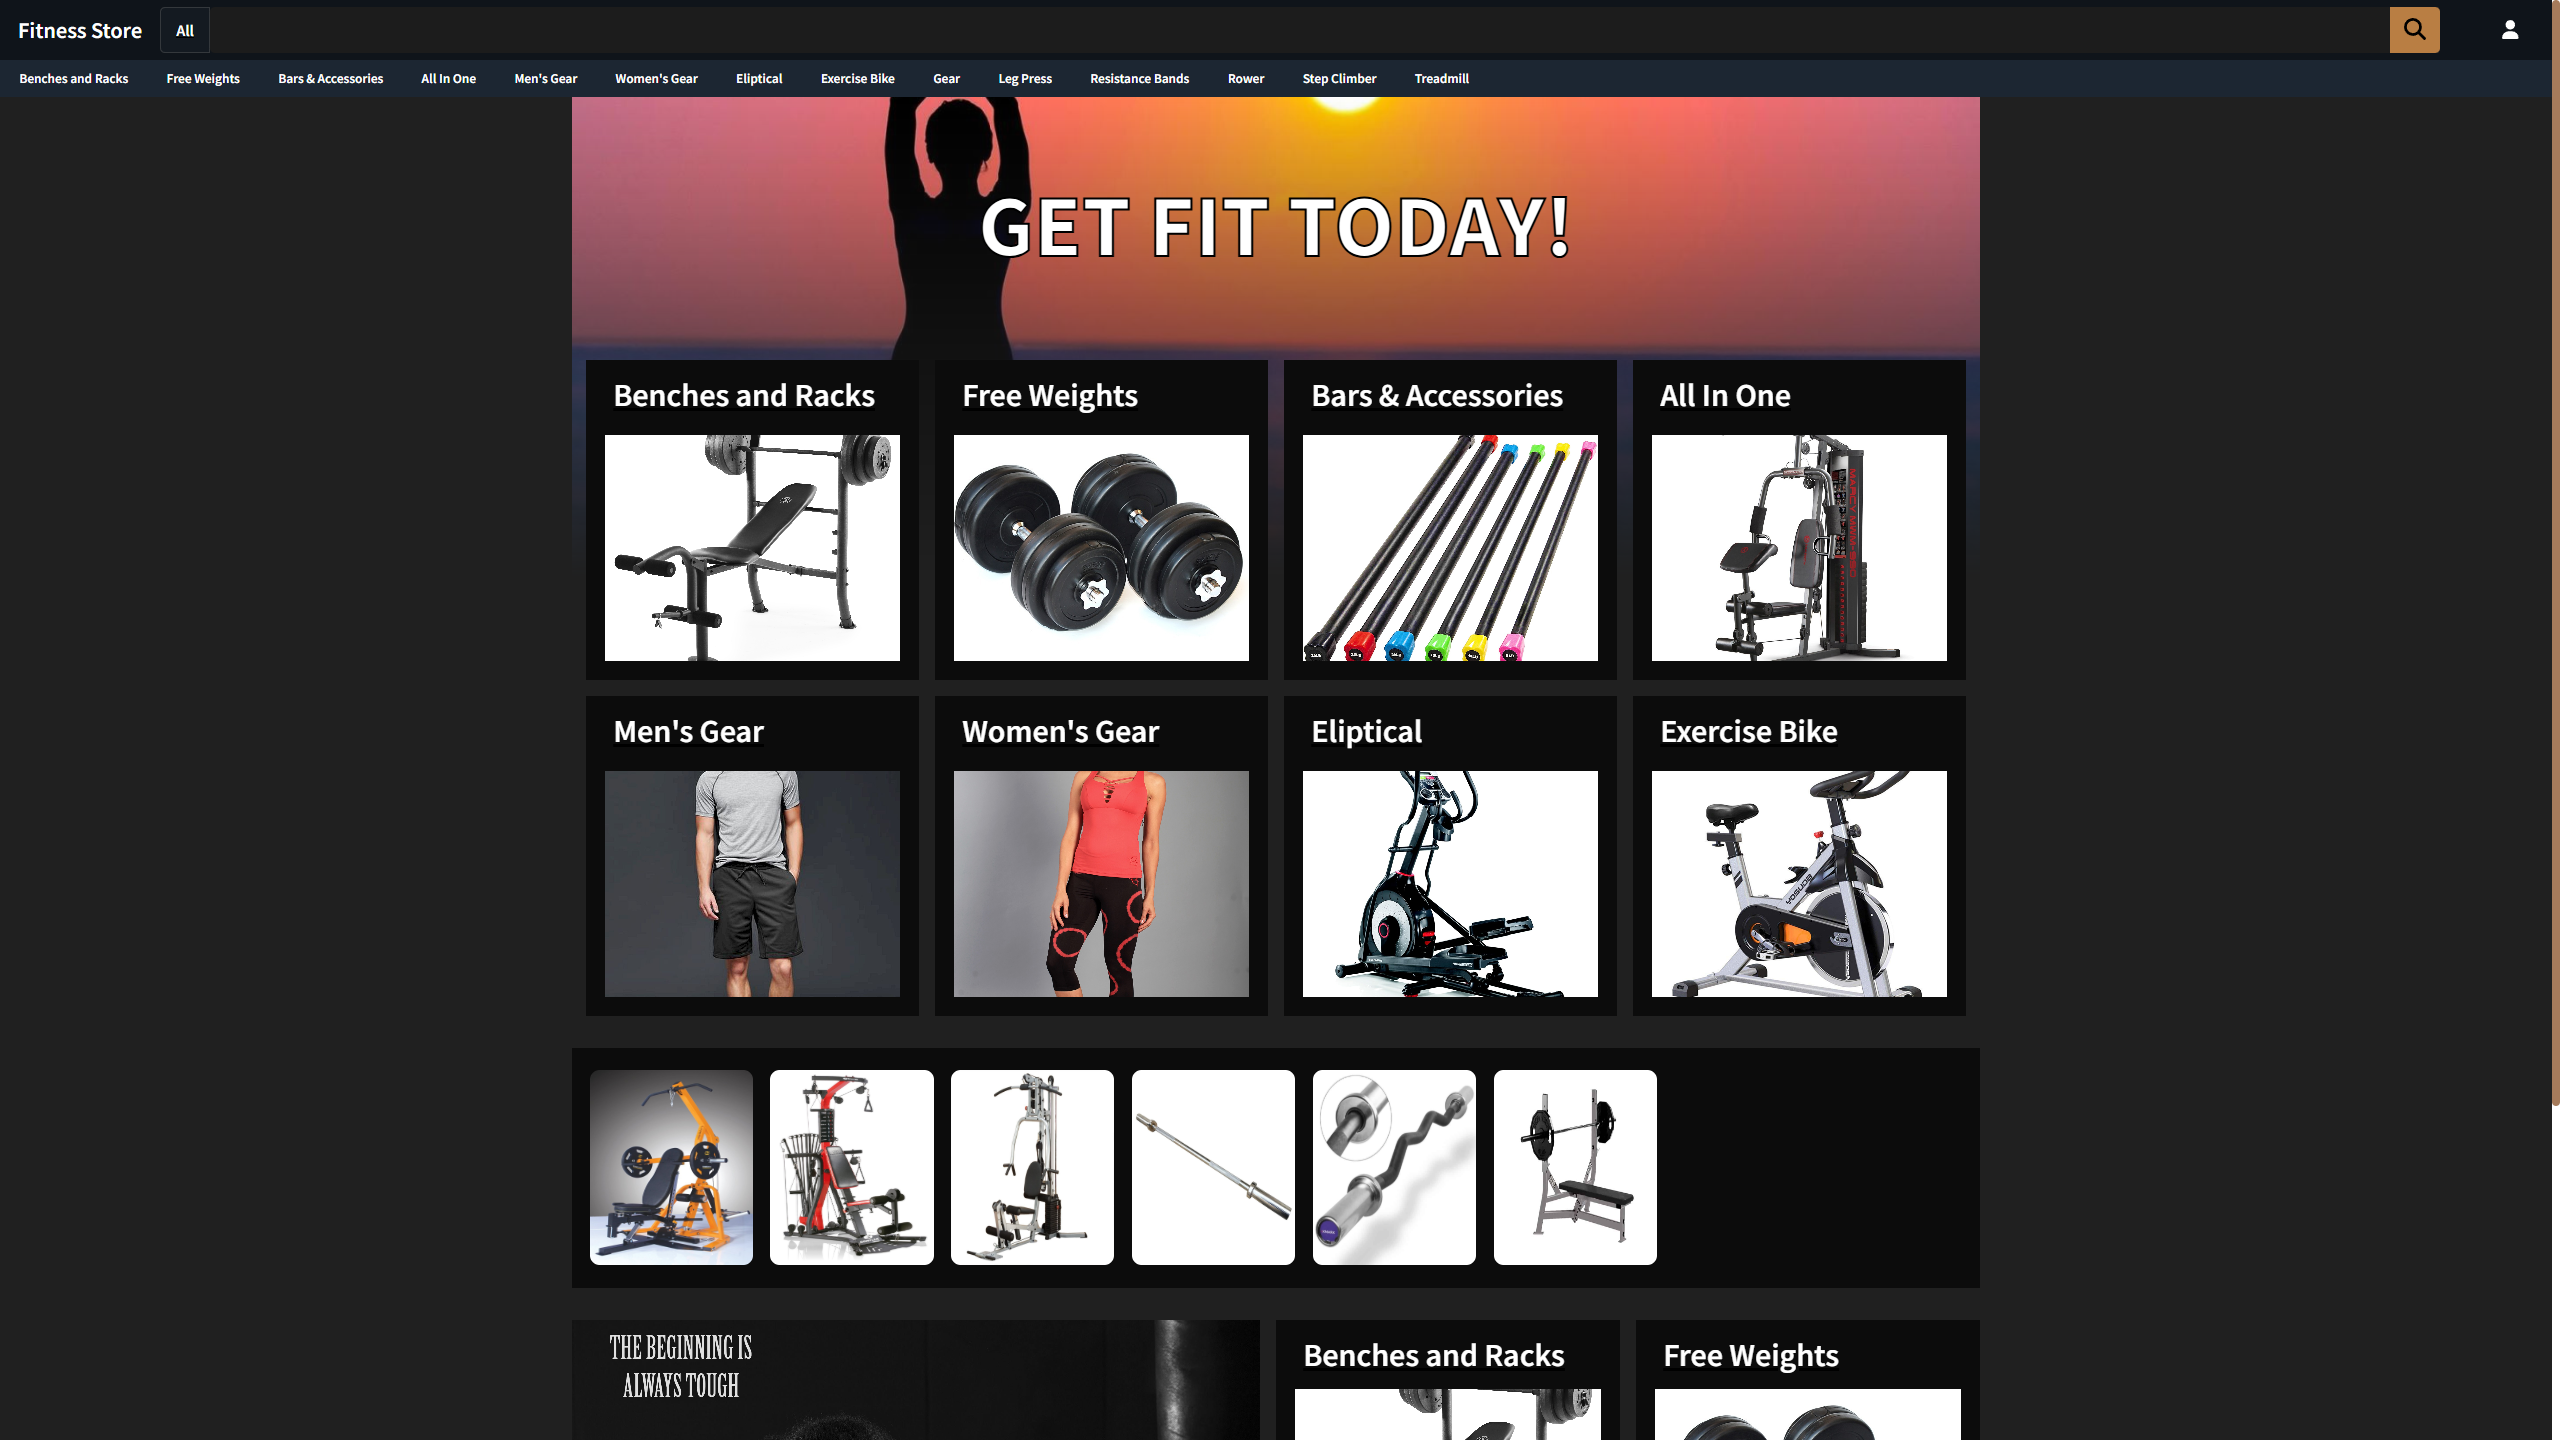 Fitness Store
All
Benches and Racks
Free Weights
Bars & Accessories
All In One
Men's Gear
Women's Gear
Eliptical
Exercise Bike
Gear
Leg Press
Resistance Bands
Rower
Step Climber
Treadmill
GET FIT TODAY!
Benches and Racks
Free Weights
Bars & Accessories
All In One
Men's Gear
Women's Gear
Eliptical
Exercise Bike
YOSUDA
THE BEGINNING IS
ALWAYS TOUGH
Benches and Racks
Free Weights